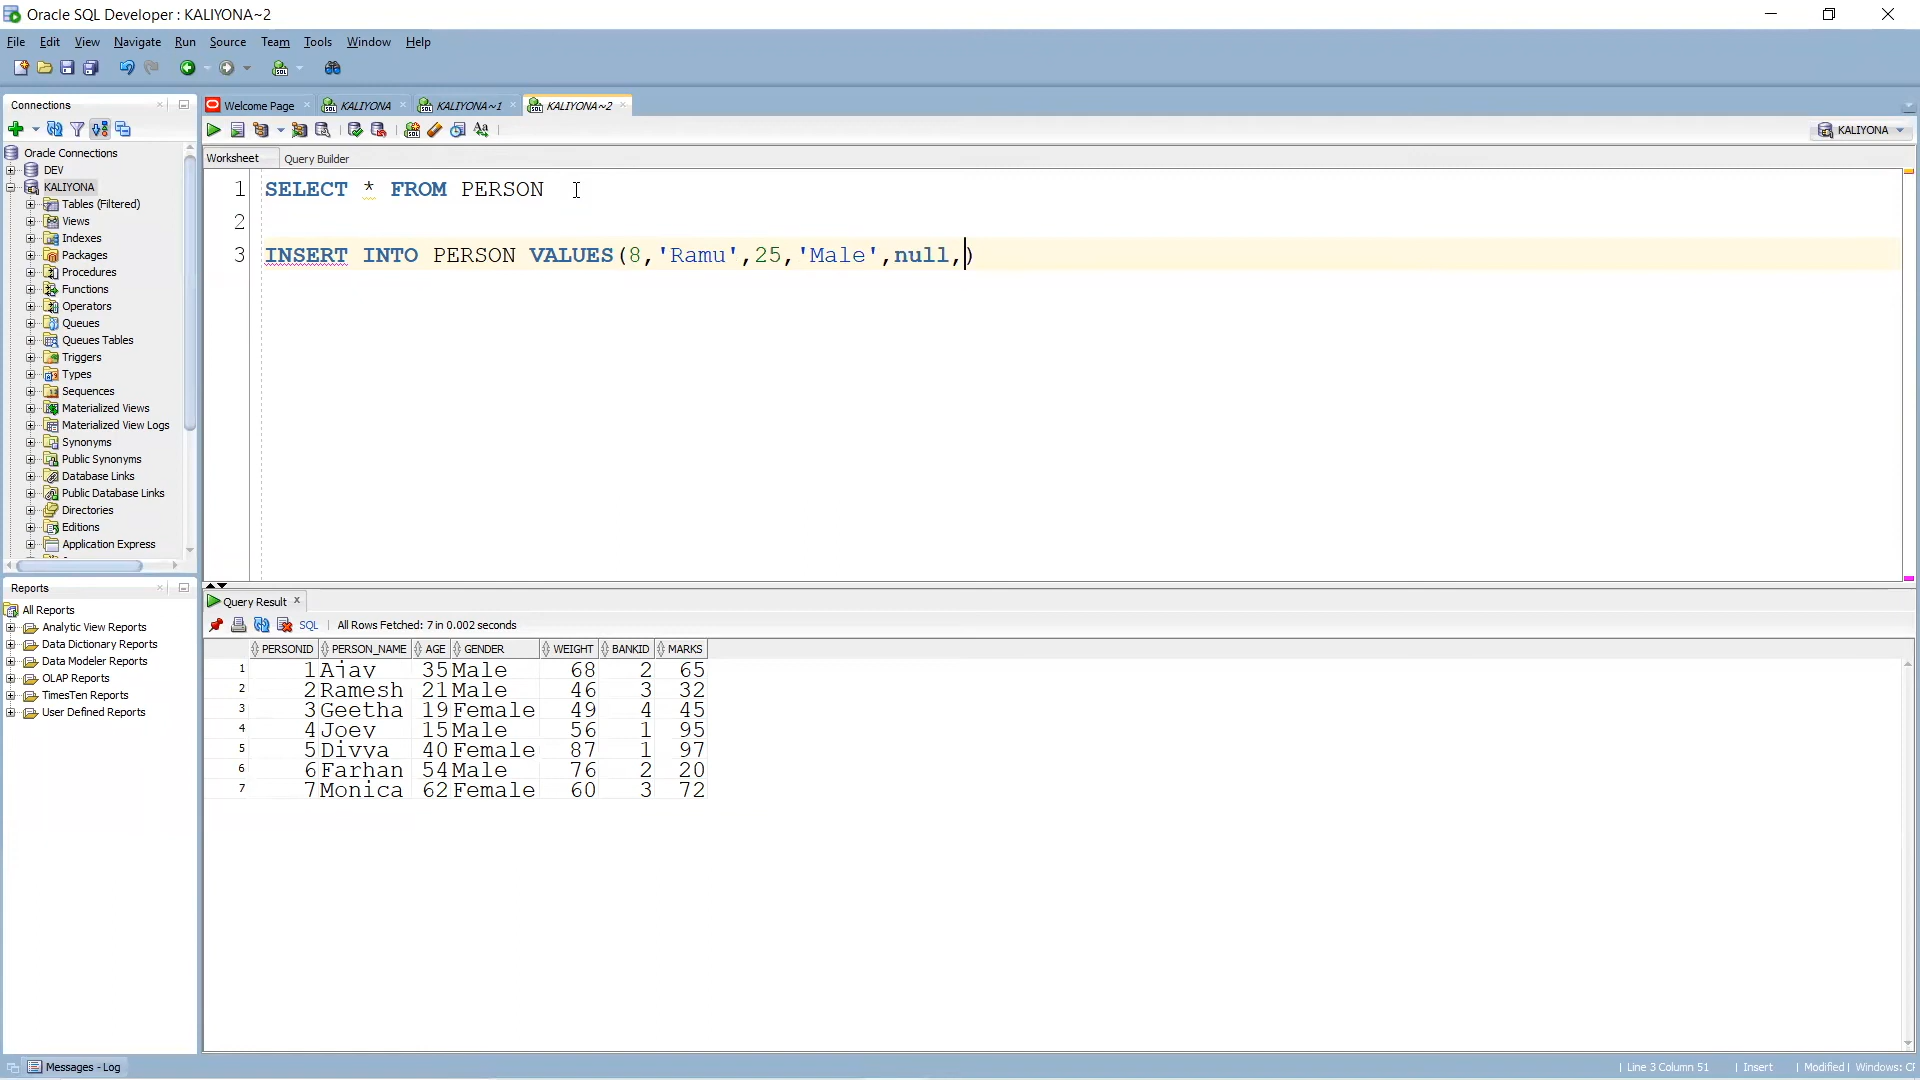 Oracle SQL Developer : KALIYONA~2
File Edit View Navigate Run Source Team Tools Window Help
Connections
Welcome Page KALIYONA KALIYONA~1 KALIYONA~2
KALIYONA
Worksheet Query Builder
Oracle Connections
DEV
KALIYONA
Tables (Filtered)
Views
Indexes
Packages
Procedures
Functions
Operators
Queues
Queues Tables
Triggers
Types
Sequences
Materialized Views
Materialized View Logs
Synonyms
Public Synonyms
Database Links
Public Database Links
Directories
Editions
Application Express
1 SELECT * FROM PERSON
2
3 INSERT INTO PERSON VALUES(8,'Ramu',25,'Male',null,)
Reports
All Reports
Analytic View Reports
Data Dictionary Reports
Data Modeler Reports
OLAP Reports
TimesTen Reports
User Defined Reports
Query Result
SQL | All Rows Fetched: 7 in 0.002 seconds
PERSONID PERSON_NAME AGE GENDER WEIGHT BANKID MARKS
1 1 Ajay 35 Male 68 2 65
2 2 Ramesh 21 Male 46 3 32
3 3 Geetha 19 Female 49 4 45
4 4 Joey 15 Male 56 1 95
5 5 Divya 40 Female 87 1 97
6 6 Farhan 54 Male 76 2 20
7 7 Monica 62 Female 60 3 72
Messages - Log
| Line 3 Column 51 | Insert | Modified | Windows: CF